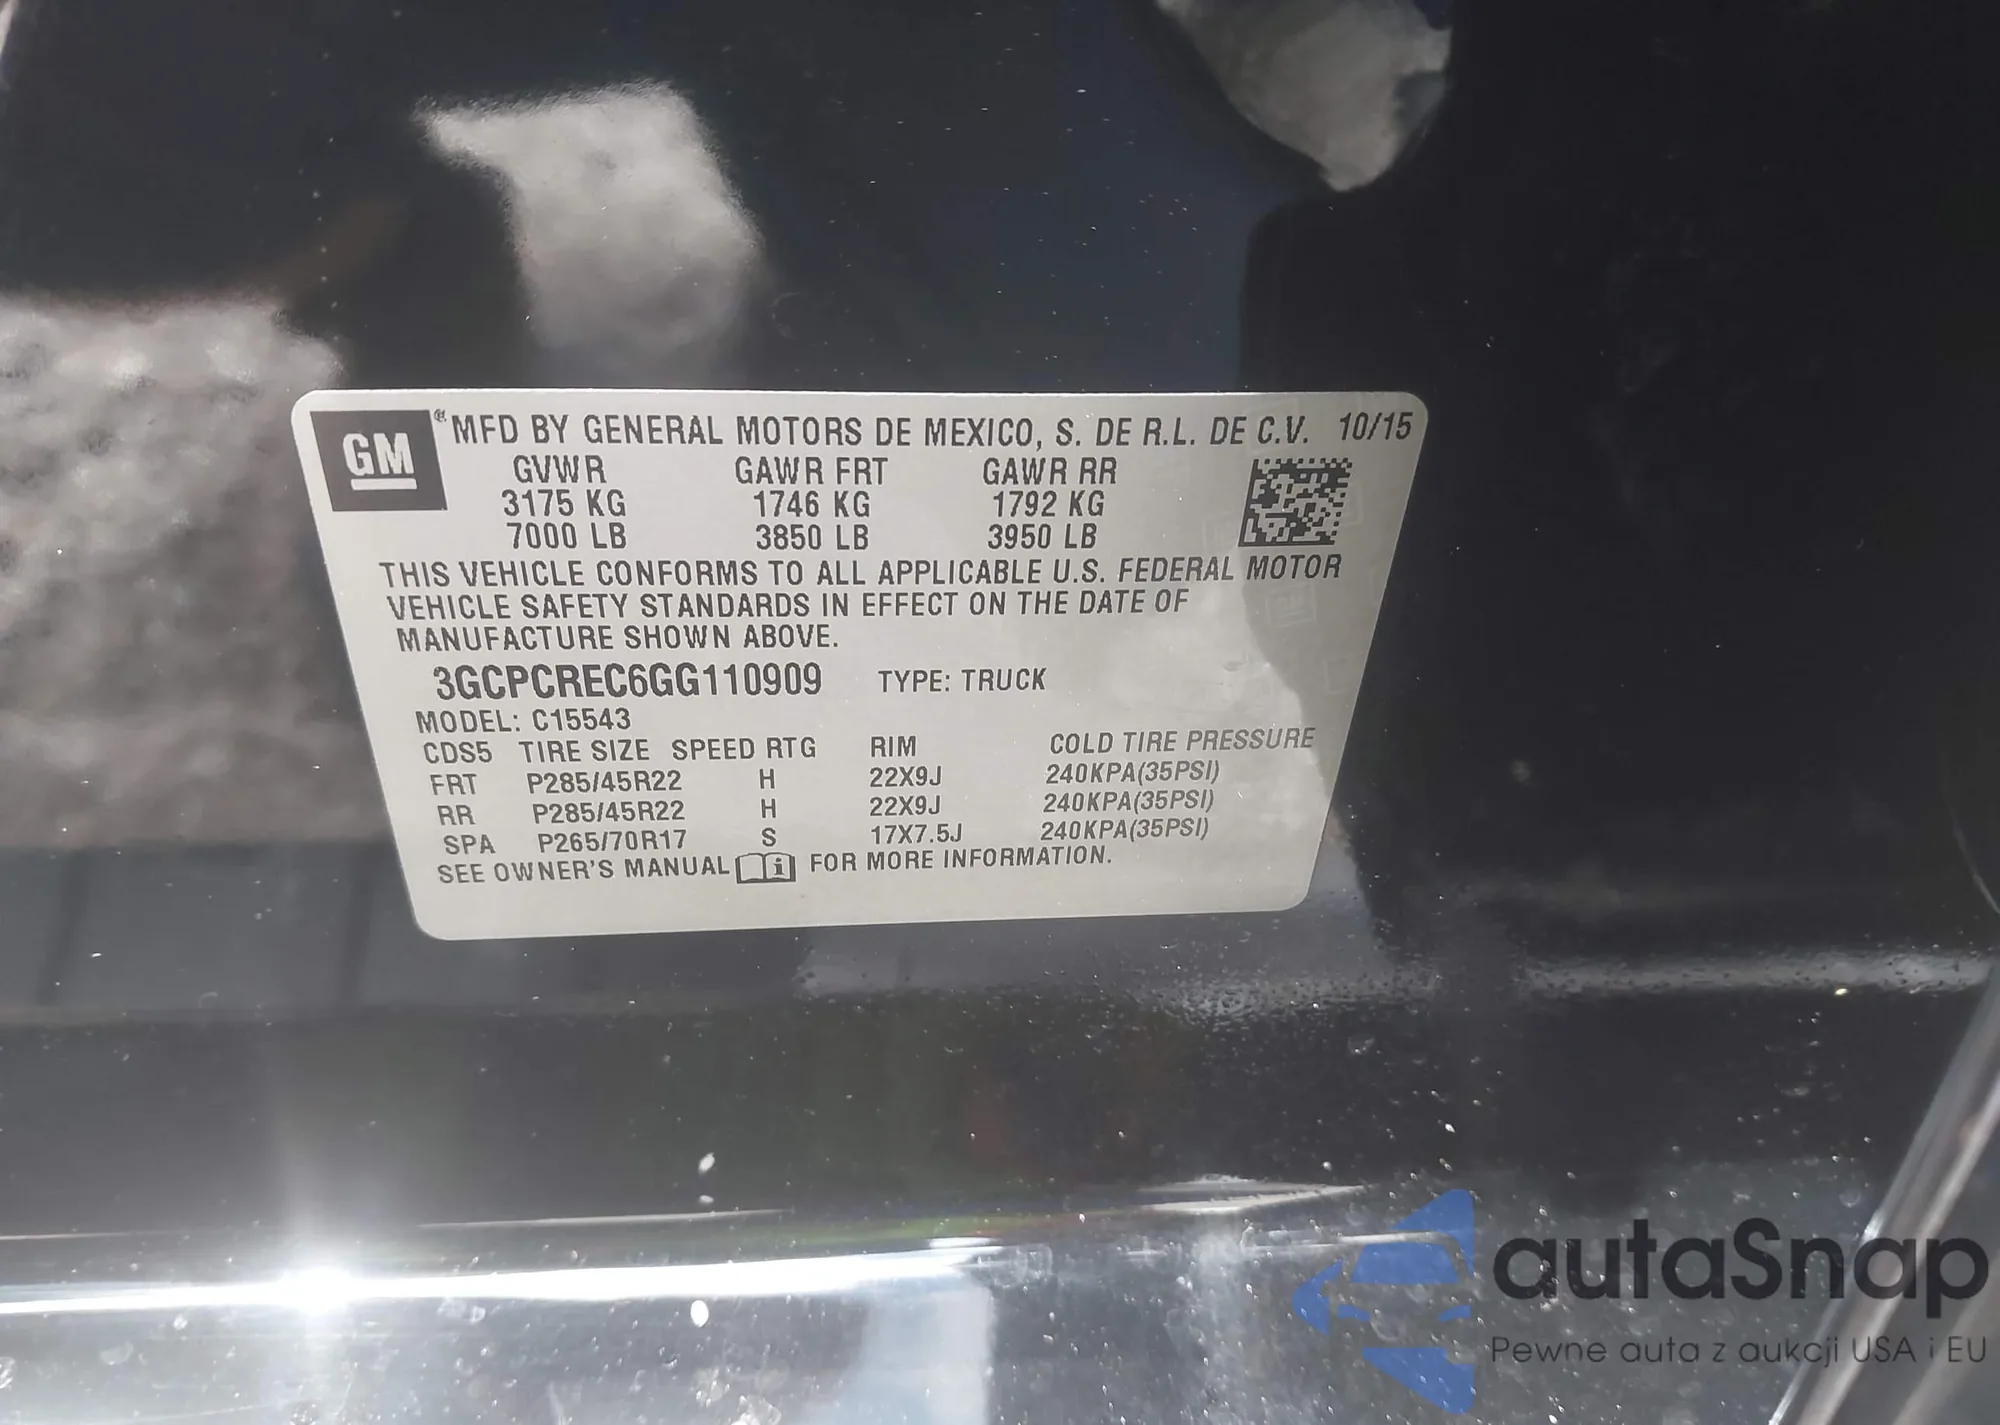 GM ® MFD BY GENERAL MOTORS DE MEXICO, S. DE R.L. DE C.V. 10/15
GVWR GAWR FRT GAWR RR
3175 KG 1746 KG 1792 KG
7000 LB 3850 LB 3950 LB
THIS VEHICLE CONFORMS TO ALL APPLICABLE U.S. FEDERAL MOTOR
VEHICLE SAFETY STANDARDS IN EFFECT ON THE DATE OF
MANUFACTURE SHOWN ABOVE.
3GCPCREC6GG110909 TYPE: TRUCK
MODEL: C15543
CDS5 TIRE SIZE SPEED RTG RIM COLD TIRE PRESSURE
FRT P285/45R22 H 22X9J 240KPA(35PSI)
RR P285/45R22 H 22X9J 240KPA(35PSI)
SPA P265/70R17 S 17X7.5J 240KPA(35PSI)
SEE OWNER'S MANUAL i FOR MORE INFORMATION.
autaSnap
Pewne auta z aukcji USA i EU